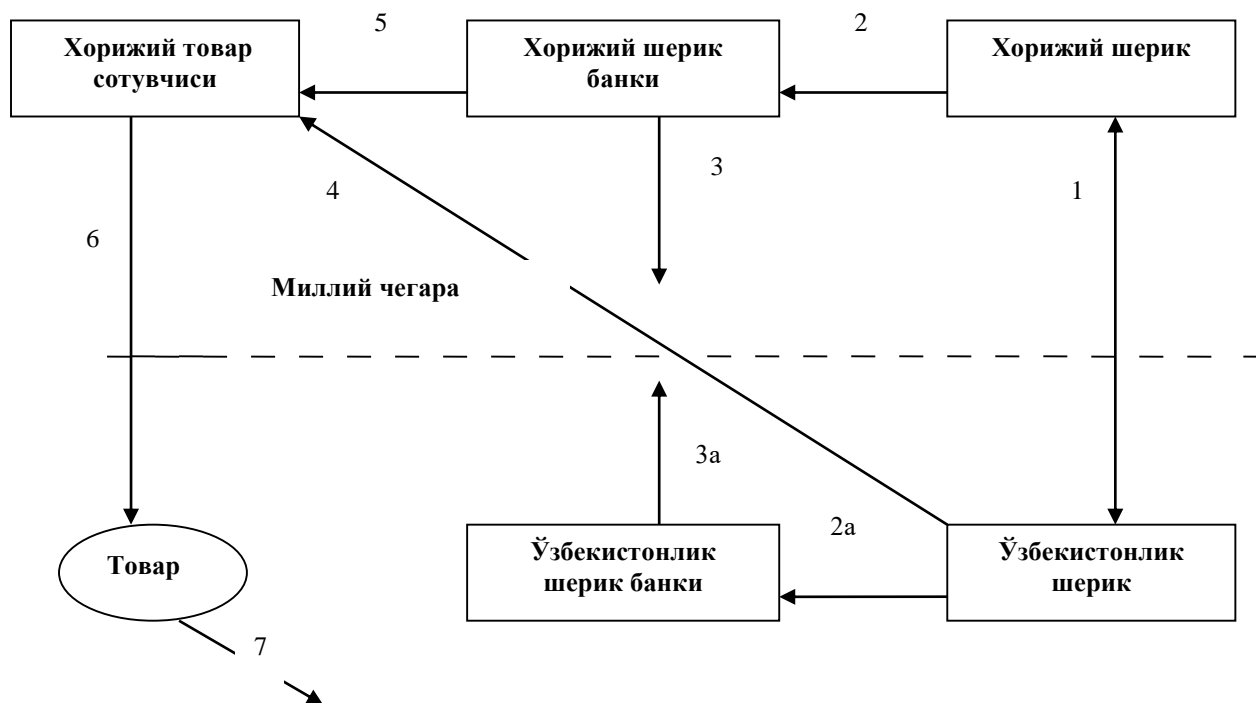 5
2
Хорижий товар
сотувчиси
Хорижий шерик
банки
Хорижий шерик
3
4
1
6
Миллий чегара
3а
2а
Товар
Ўзбекистонлик
шерик банки
Ўзбекистонлик
шерик
7